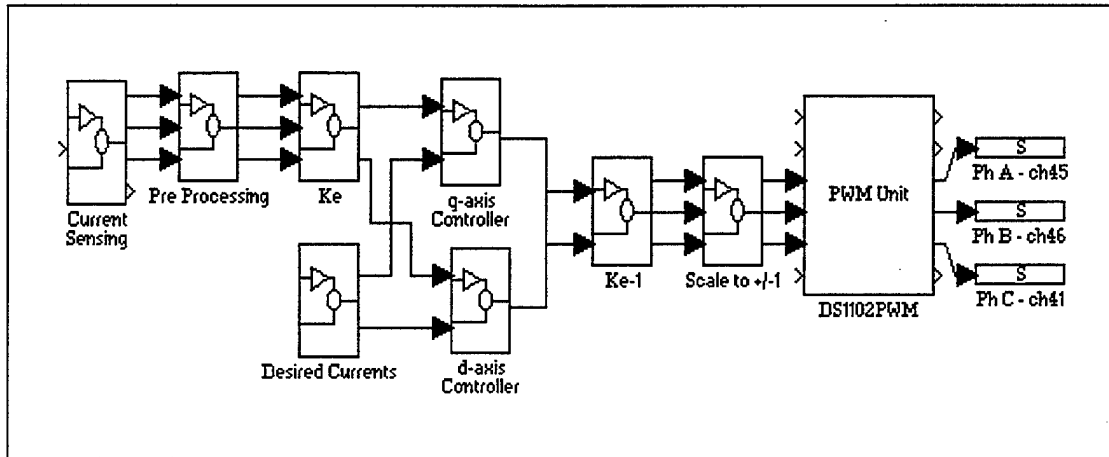 Current
Sensing
Pre Processing
Ke
q-axis
Controller
Desired Currents
d-axis
Controller
Ke-1
Scale to +/-1
PWM Unit
DS1102PWM
S
Ph A - ch45
S
Ph B - ch46
S
Ph C - ch41